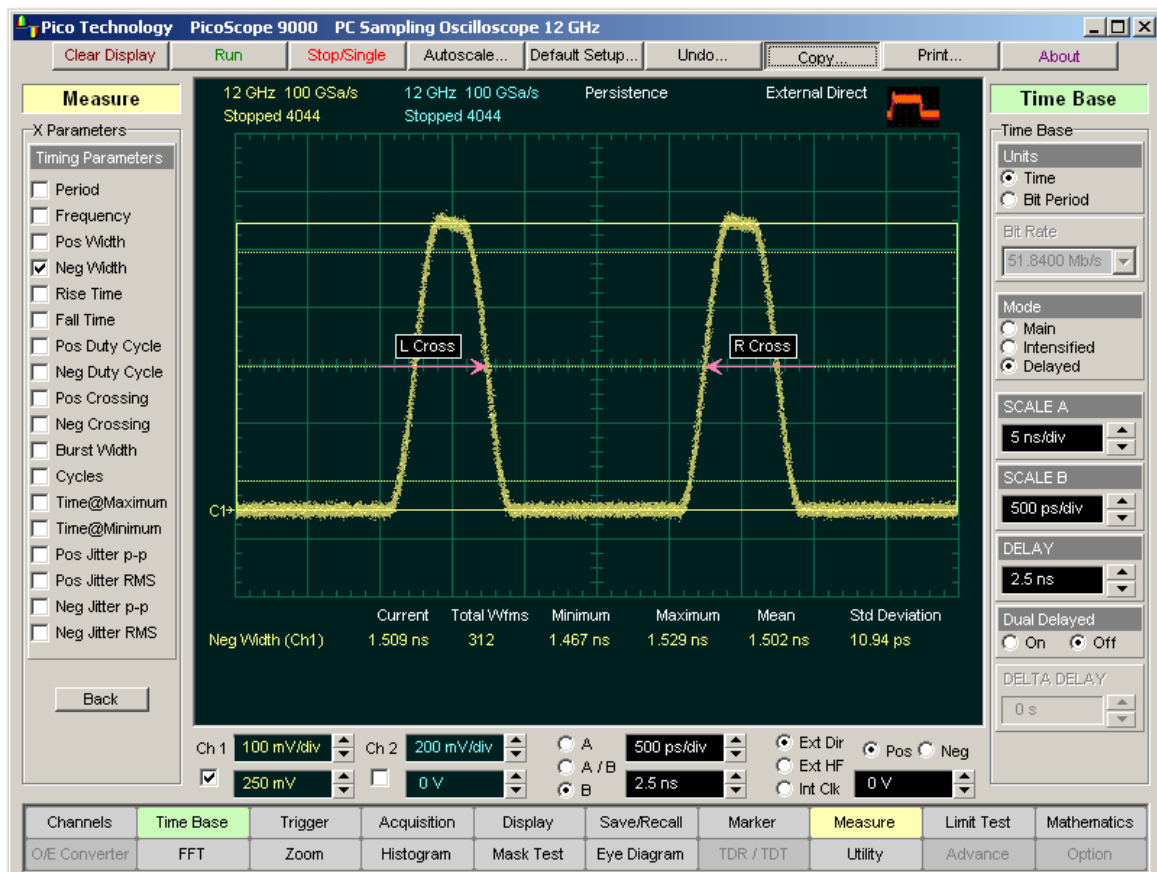 Pico Technology PicoScope 9000 PC Sampling Oscilloscope 12 GHz
Clear Display Run Stop/Single Autoscale... Default Setup... Undo... Copy... Print... About
Measure
X Parameters
Timing Parameters
Period
Frequency
Pos Width
Neg Width
Rise Time
Fall Time
Pos Duty Cycle
Neg Duty Cycle
Pos Crossing
Neg Crossing
Burst Width
Cycles
Time@Maximum
Time@Minimum
Pos Jitter p-p
Pos Jitter RMS
Neg Jitter p-p
Neg Jitter RMS
Back
12 GHz 100 GSa/s 12 GHz 100 GSa/s Persistence External Direct
Stopped 4044 Stopped 4044
L Cross R Cross
C1
Current Total Wfms Minimum Maximum Mean Std Deviation
Neg Width (Ch1) 1.509 ns 312 1.467 ns 1.529 ns 1.502 ns 10.94 ps
Time Base
Time Base
Units
Time
Bit Period
Bit Rate
51.8400 Mb/s
Mode
Main
Intensified
Delayed
SCALE A
5 ns/div
SCALE B
500 ps/div
DELAY
2.5 ns
Dual Delayed
On Off
DELTA DELAY
0 s
Ch 1 100 mV/div Ch 2 200 mV/div A 500 ps/div Ext Dir Pos Neg
A / B Ext HF
250 mV 0 V B 2.5 ns Int Clk 0 V
Channels Time Base Trigger Acquisition Display Save/Recall Marker Measure Limit Test Mathematics
O/E Converter FFT Zoom Histogram Mask Test Eye Diagram TDR / TDT Utility Advance Option